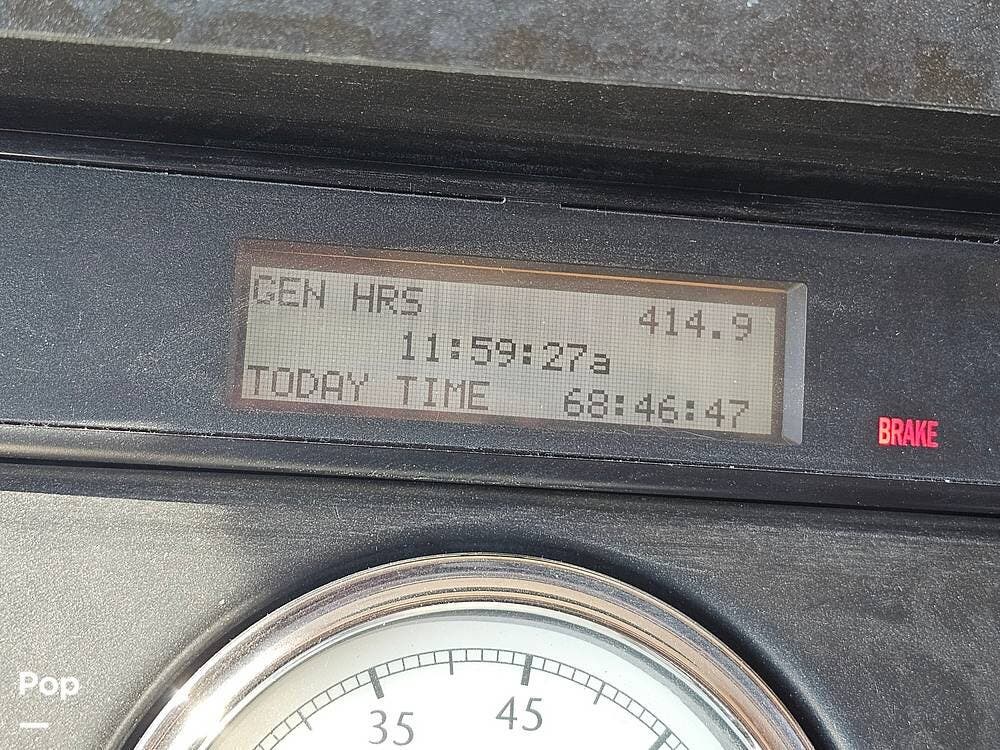 GEN HRS 414.9
11:59:27a
TODAY TIME 68:46:47
BRAKE
35 45
Pop